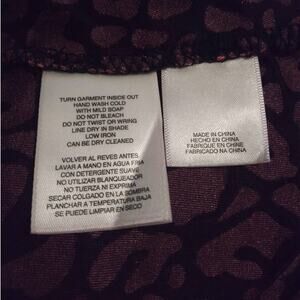 TURN GARMENT INSIDE OUT
HAND WASH COLD
WITH MILD SOAP
DO NOT BLEACH
DO NOT TWIST OR WRING
LINE DRY IN SHADE
LOW IRON
CAN BE DRY CLEANED
VOLVER AL REVES ANTES
LAVAR A MANO EN AGUA FRIA
CON DETERGENTE SUAVE
NO UTILIZAR BLANQUEADOR
NO TUERZA NI EXPRIMA
SECAR COLGADO EN LA SOMBRA
PLANCHAR A TEMPERATURA BAJA
SE PUEDE LIMPIAR EN SECO
MADE IN CHINA
HECHO EN CHINA
FABRIQUE EN CHINE
FABRICADO NA CHINA